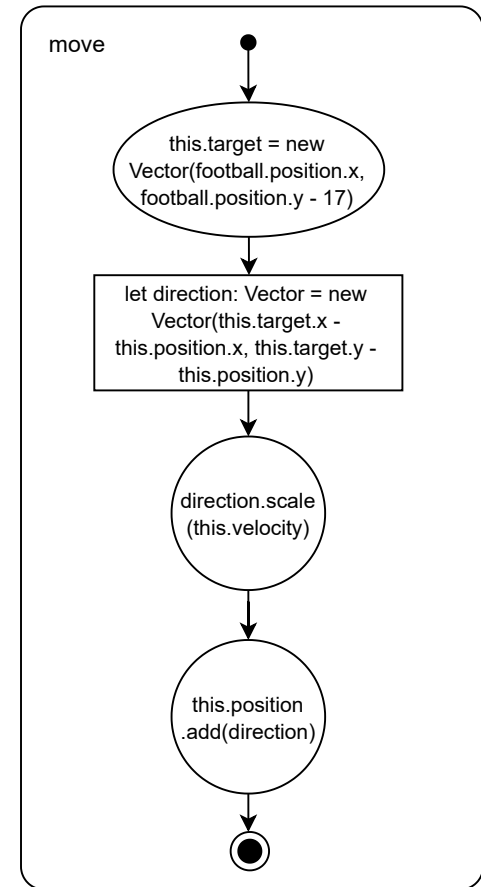 move
this.target = new
Vector(football.position.x,
football.position.y - 17)
let direction: Vector = new
Vector(this.target.x -
this.position.x, this.target.y -
this.position.y)
direction.scale
(this.velocity)
this.position
.add(direction)